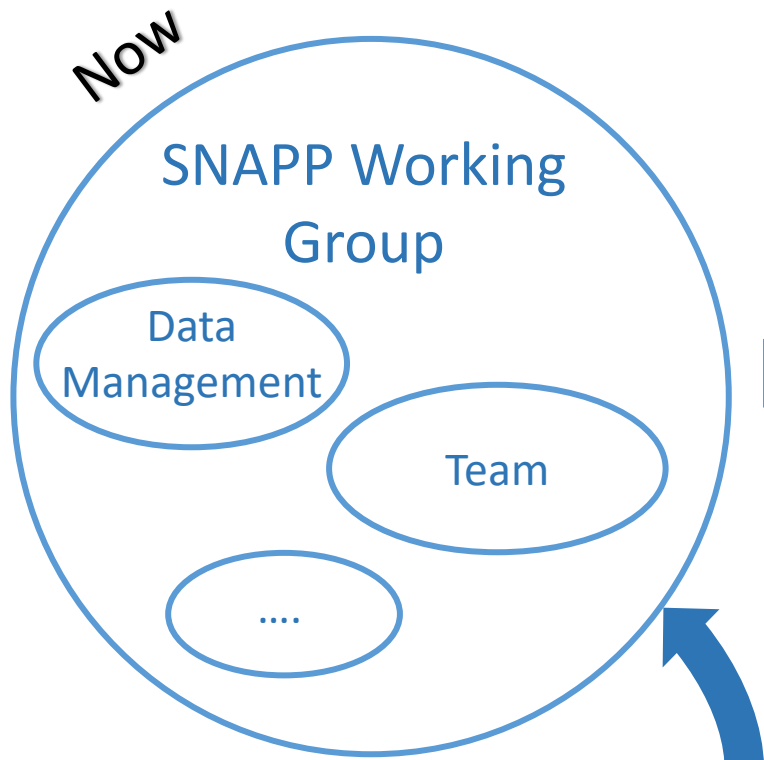 Now
SNAPP Working
Group
Data
Management
Team
....